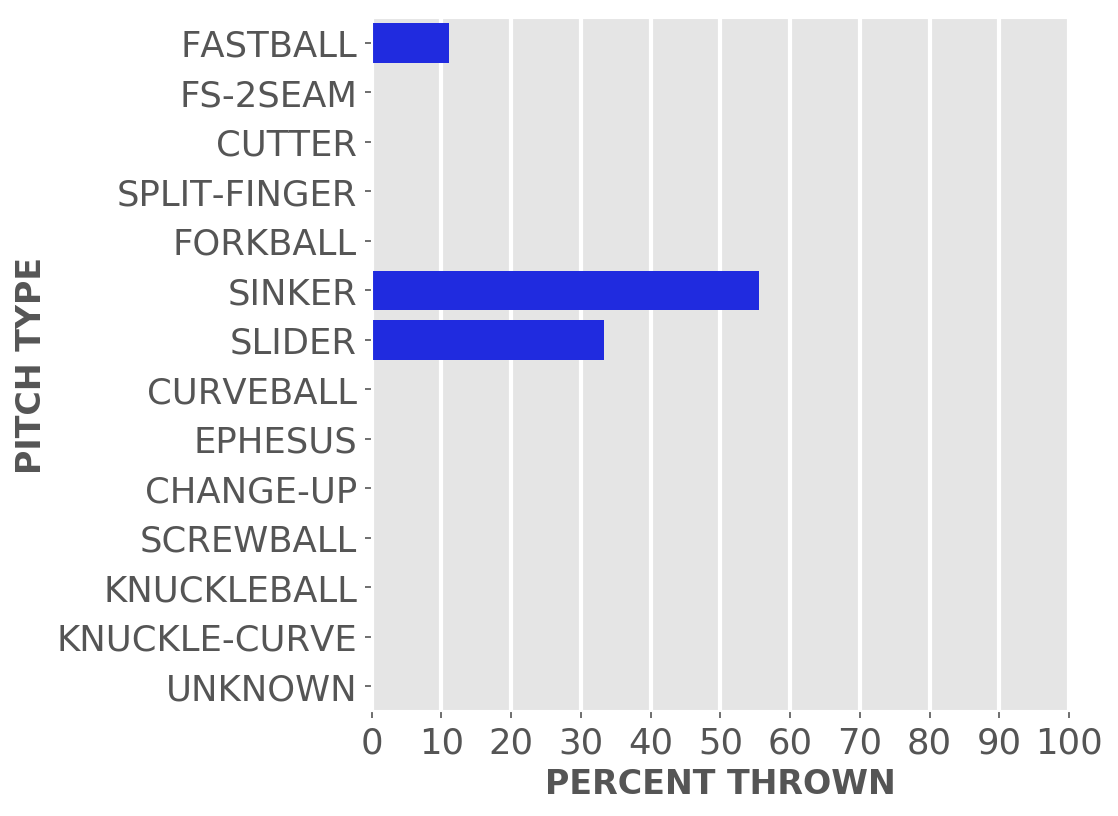 PITCH TYPE
FASTBALL
FS-2SEAM
CUTTER
SPLIT-FINGER
FORKBALL
SINKER
SLIDER
CURVEBALL
EPHESUS
CHANGE-UP
SCREWBALL
KNUCKLEBALL
KNUCKLE-CURVE
UNKNOWN
0 10 20 30 40 50 60 70 80 90 100
PERCENT THROWN